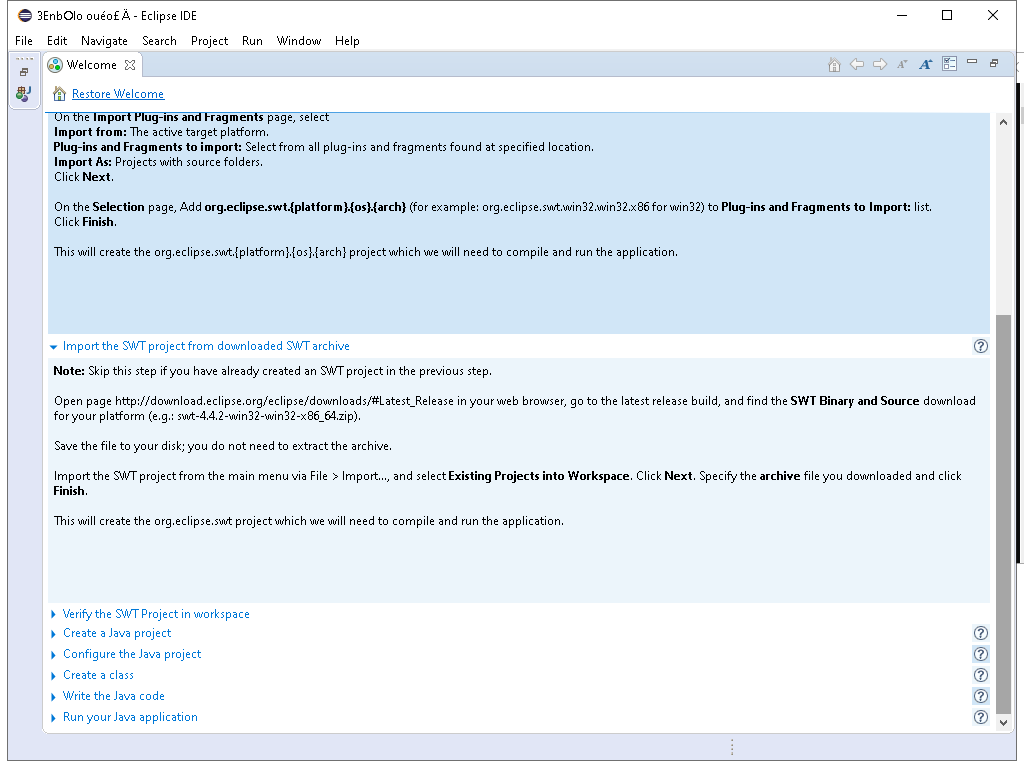 3EnbOlo ouéo£ Ä - Eclipse IDE
File Edit Navigate Search Project Run Window Help
Welcome
Restore Welcome
On the Import Plug-ins and Fragments page, select
Import from: The active target platform.
Plug-ins and Fragments to import: Select from all plug-ins and fragments found at specified location.
Import As: Projects with source folders.
Click Next.
On the Selection page, Add org.eclipse.swt.{platform}.{os}.{arch} (for example: org.eclipse.swt.win32.win32.x86 for win32) to Plug-ins and Fragments to Import: list.
Click Finish.
This will create the org.eclipse.swt.{platform}.{os}.{arch} project which we will need to compile and run the application.
Import the SWT project from downloaded SWT archive
Note: Skip this step if you have already created an SWT project in the previous step.
Open page http://download.eclipse.org/eclipse/downloads/#Latest_Release in your web browser, go to the latest release build, and find the SWT Binary and Source download
for your platform (e.g.: swt-4.4.2-win32-win32-x86_64.zip).
Save the file to your disk; you do not need to extract the archive.
Import the SWT project from the main menu via File > Import..., and select Existing Projects into Workspace. Click Next. Specify the archive file you downloaded and click
Finish.
This will create the org.eclipse.swt project which we will need to compile and run the application.
Verify the SWT Project in workspace
Create a Java project
Configure the Java project
Create a class
Write the Java code
Run your Java application